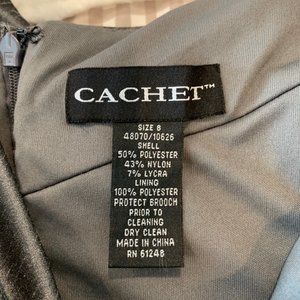 CACHET™
SIZE 8
48070/10626
SHELL
50% POLYESTER
43% NYLON
7% LYCRA
LINING
100% POLYESTER
PROTECT BROOCH
PRIOR TO
CLEANING
DRY CLEAN
MADE IN CHINA
RN 61248